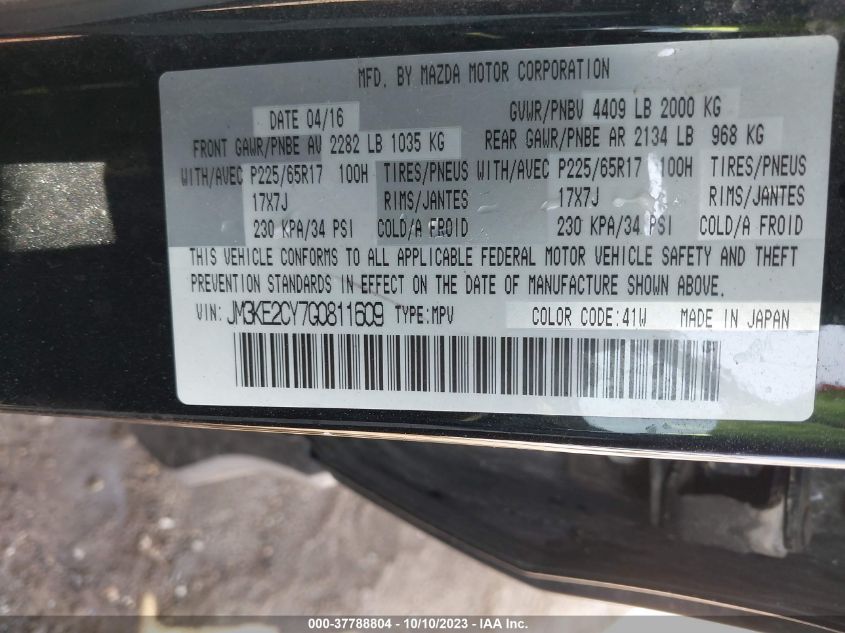 MFD. BY MAZDA MOTOR CORPORATION
DATE 04/16 GVWR/PNBV 4409 LB 2000 KG
FRONT GAWR/PNBE AV 2282 LB 1035 KG REAR GAWR/PNBE AR 2134 LB 968 KG
WITH/AVEC P225/65R17 100H TIRES/PNEUS WITH/AVEC P225/65R17 100H TIRES/PNEUS
17X7J RIMS/JANTES 17X7J RIMS/JANTES
230 KPA/34 PSI COLD/A FROID 230 KPA/34 PSI COLD/A FROID
THIS VEHICLE CONFORMS TO ALL APPLICABLE FEDERAL MOTOR VEHICLE SAFETY AND THEFT
PREVENTION STANDARDS IN EFFECT ON THE DATE OF MANUFACTURE SHOWN ABOVE.
VIN: JM3KE2CY7G0811609 TYPE:MPV COLOR CODE:41W MADE IN JAPAN
000-37788804 - 10/10/2023 - IAA Inc.